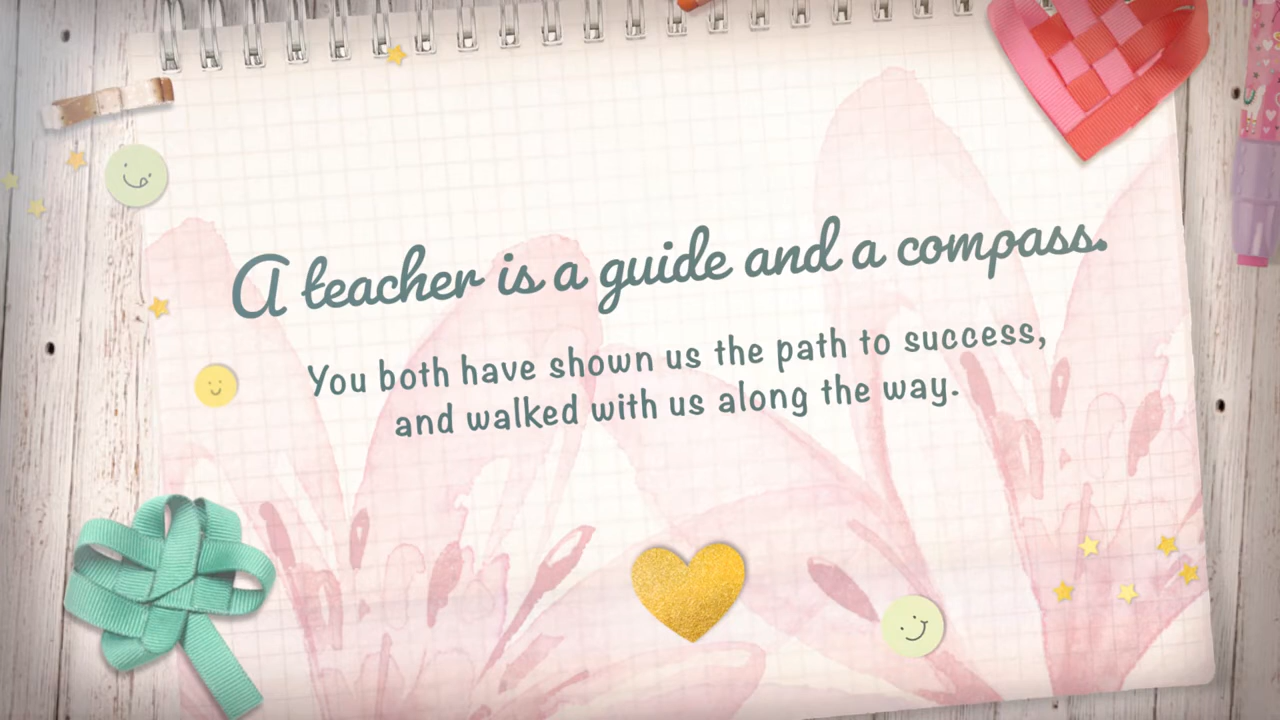 A teacher is a guide and a compass.
You both have shown us the path to success,
and walked with us along the way.